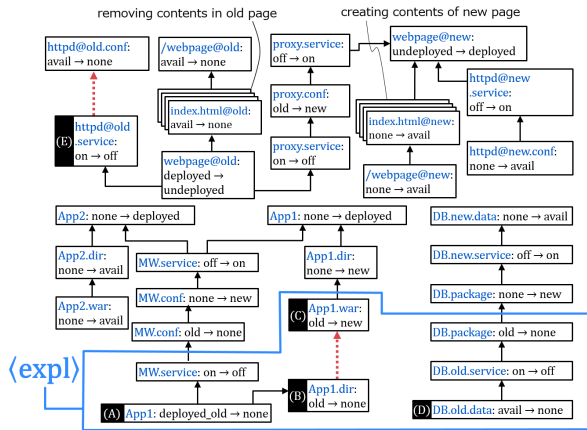 removing contents in old page
creating contents of new page
httpd@old.conf:
avail → none
/webpage@old:
avail → none
proxy.service:
off → on
webpage@new:
undeployed → deployed
index.html@old:
avail → none
proxy.conf:
old → new
index.html@new:
none → avail
httpd@new
.service:
off → on
(E)
httpd@old
.service:
on → off
webpage@old:
deployed →
undeployed
proxy.service:
on → off
/webpage@new:
none → avail
httpd@new.conf:
none → avail
App2: none → deployed
App1: none → deployed
DB.new.data: none → avail
App2.dir:
none → avail
MW.service: off → on
App1.dir:
none → new
DB.new.service: off → on
App2.war:
none → avail
MW.conf: none → new
DB.package: none → new
(C)
App1.war:
old → new
MW.conf: old → none
DB.package: old → none
⟨expl⟩
MW.service: on → off
(B)
App1.dir:
old → none
DB.old.service: on → off
(A)
App1: deployed_old → none
(D)
DB.old.data: avail → none